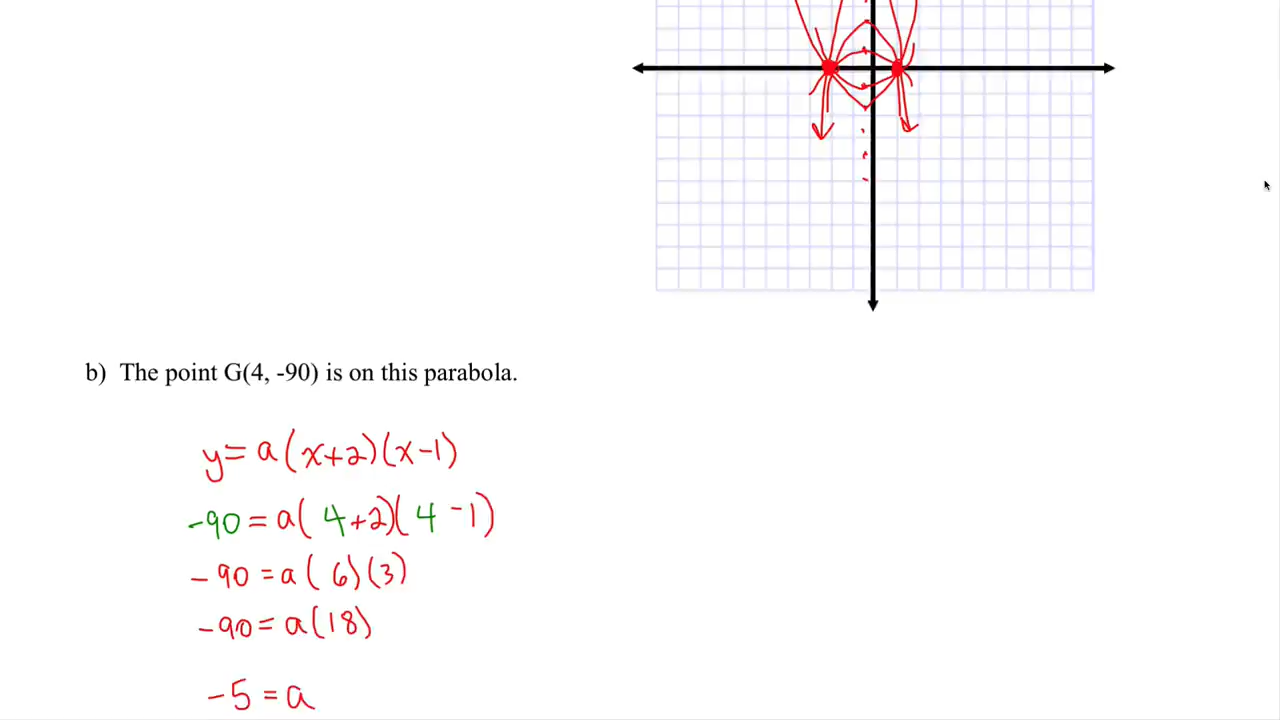 b) The point G(4, -90) is on this parabola.
y = a(x+2)(x-1)
-90 = a(4+2)(4-1)
-90 = a(6)(3)
-90 = a(18)
-5 = a